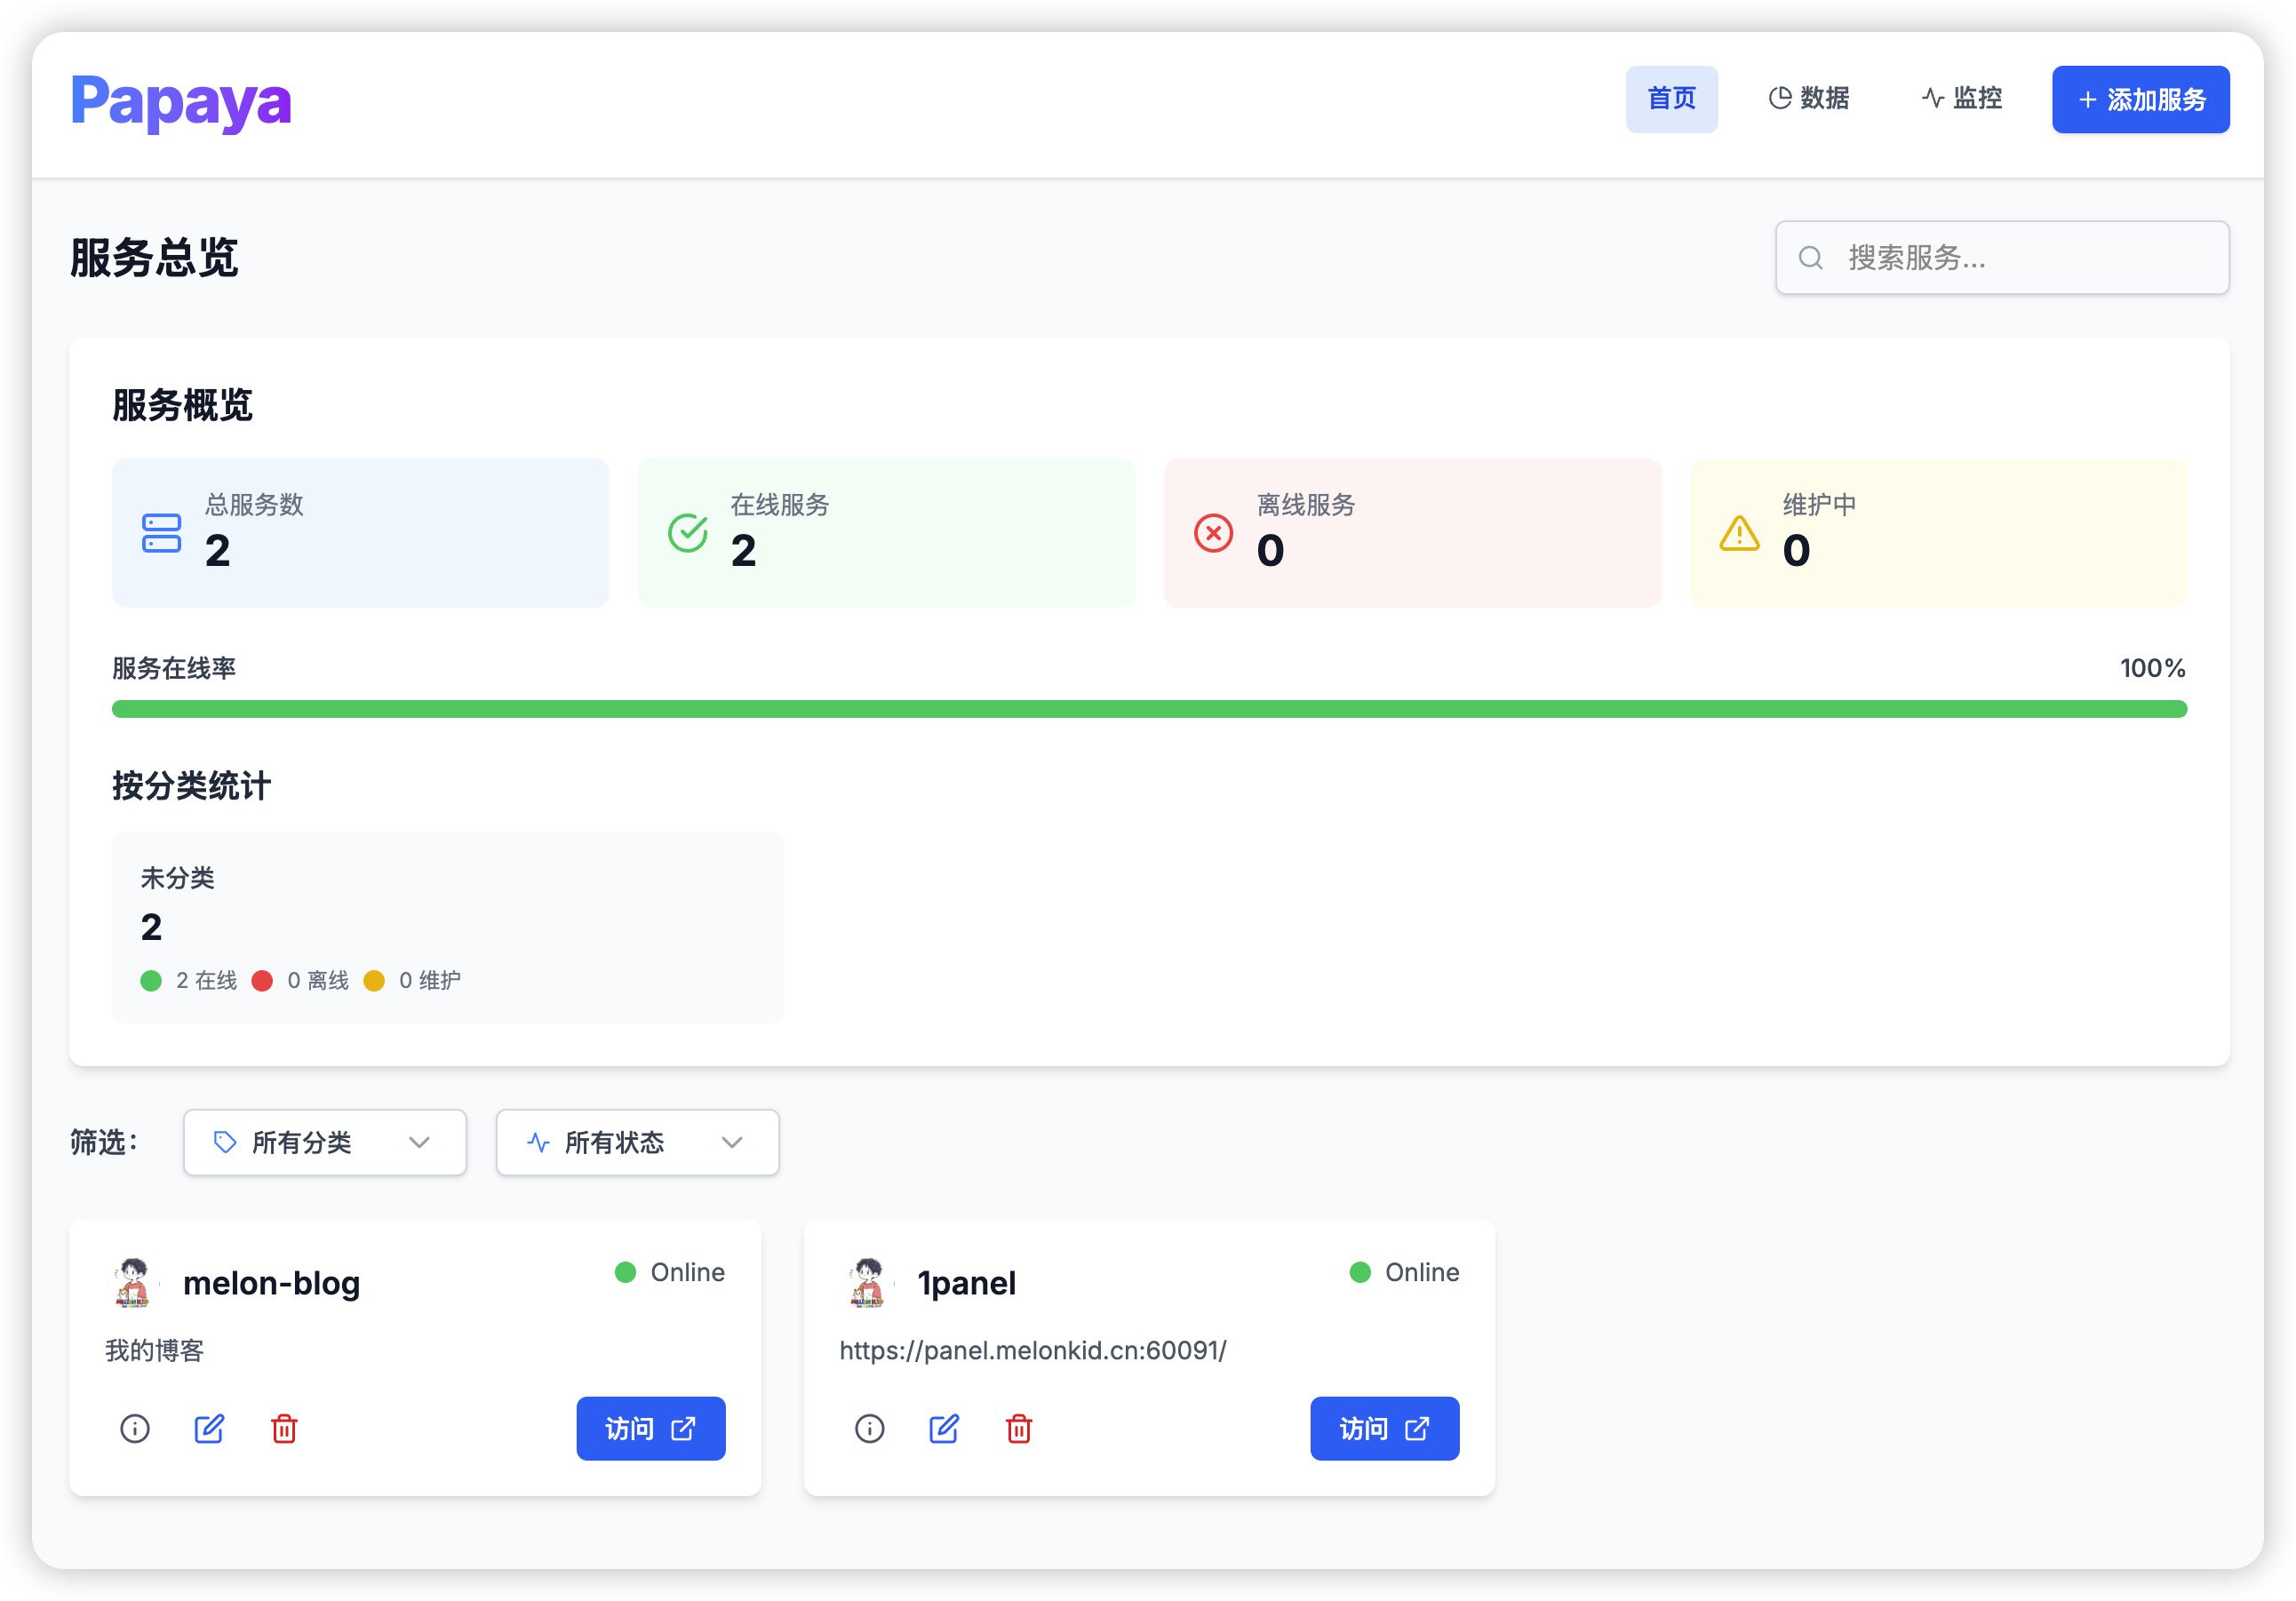 Papaya
首页 数据 监控 添加服务
服务总览
搜索服务...
服务概览
总服务数
2
在线服务
2
离线服务
0
维护中
0
服务在线率 100%
按分类统计
未分类
2
2 在线 0 离线 0 维护
筛选： 所有分类 所有状态
melon-blog Online
我的博客
访问
1panel Online
https://panel.melonkid.cn:60091/
访问